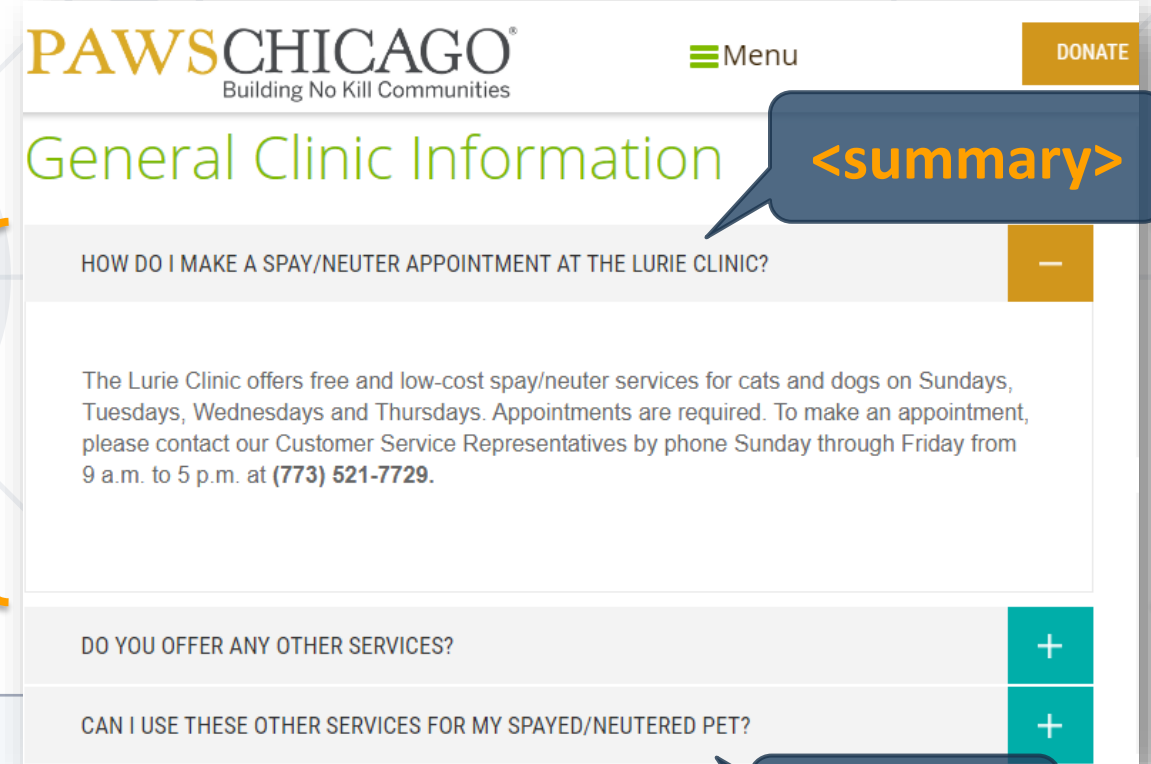 PAWSCHICAGO®
Building No Kill Communities
Menu
DONATE
General Clinic Information
<summary>
HOW DO I MAKE A SPAY/NEUTER APPOINTMENT AT THE LURIE CLINIC?
The Lurie Clinic offers free and low-cost spay/neuter services for cats and dogs on Sundays,
Tuesdays, Wednesdays and Thursdays. Appointments are required. To make an appointment,
please contact our Customer Service Representatives by phone Sunday through Friday from
9 a.m. to 5 p.m. at (773) 521-7729.
DO YOU OFFER ANY OTHER SERVICES?
CAN I USE THESE OTHER SERVICES FOR MY SPAYED/NEUTERED PET?